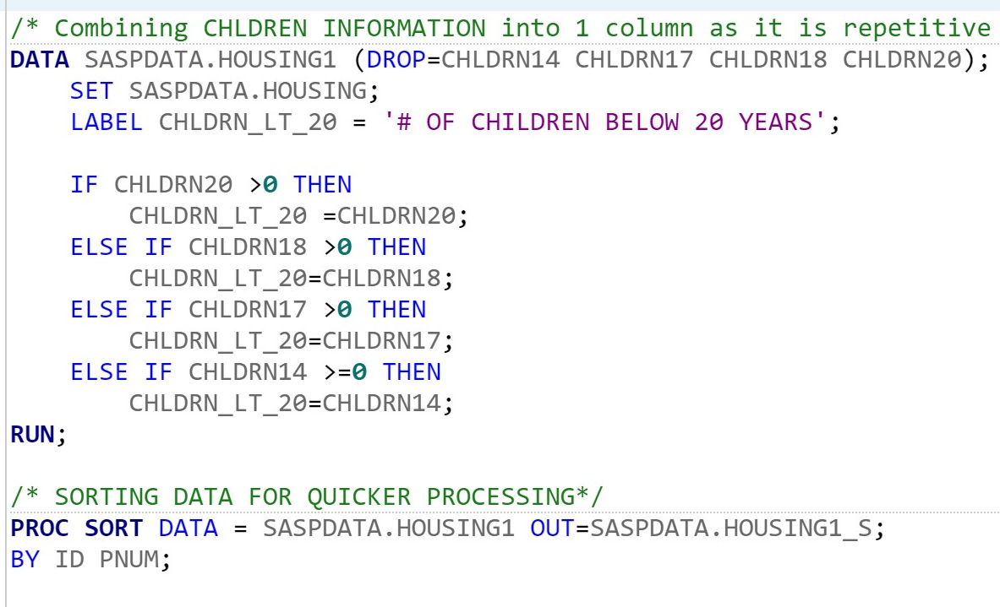 /* Combining CHLDREN INFORMATION into 1 column as it is repetitive
DATA SASPDATA.HOUSING1 (DROP=CHLDRN14 CHLDRN17 CHLDRN18 CHLDRN20);
    SET SASPDATA.HOUSING;
    LABEL CHLDRN_LT_20 = '# OF CHILDREN BELOW 20 YEARS';

    IF CHLDRN20 >0 THEN
        CHLDRN_LT_20 =CHLDRN20;
    ELSE IF CHLDRN18 >0 THEN
        CHLDRN_LT_20=CHLDRN18;
    ELSE IF CHLDRN17 >0 THEN
        CHLDRN_LT_20=CHLDRN17;
    ELSE IF CHLDRN14 >=0 THEN
        CHLDRN_LT_20=CHLDRN14;
RUN;

/* SORTING DATA FOR QUICKER PROCESSING*/
PROC SORT DATA = SASPDATA.HOUSING1 OUT=SASPDATA.HOUSING1_S;
BY ID PNUM;